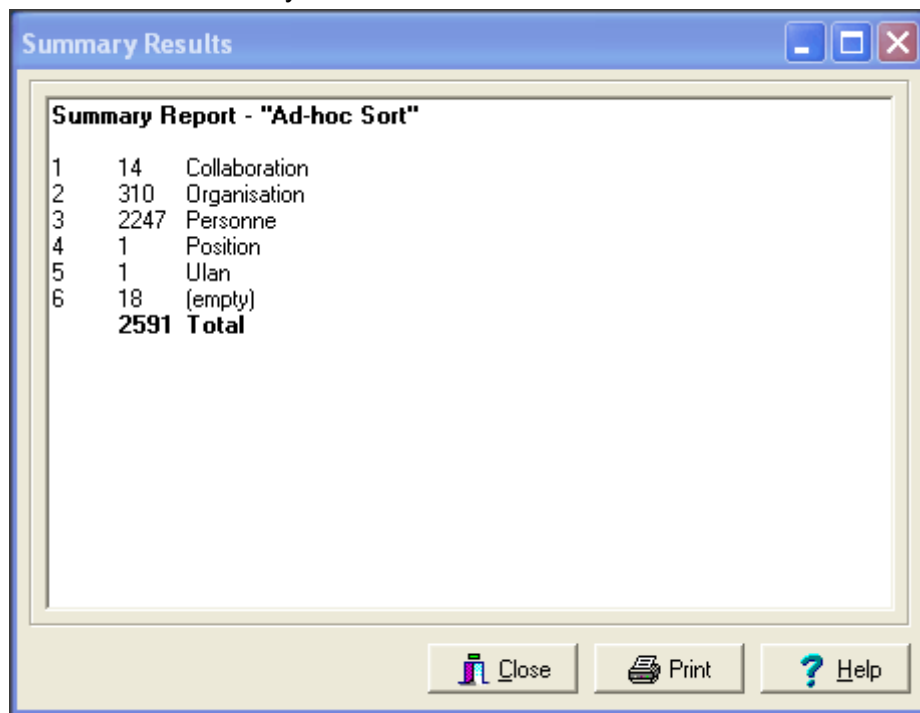 Summary Results
Summary Report - "Ad-hoc Sort"
1 14 Collaboration
2 310 Organisation
3 2247 Personne
4 1 Position
5 1 Ulan
6 18 (empty)
2591 Total
Close Print ? Help